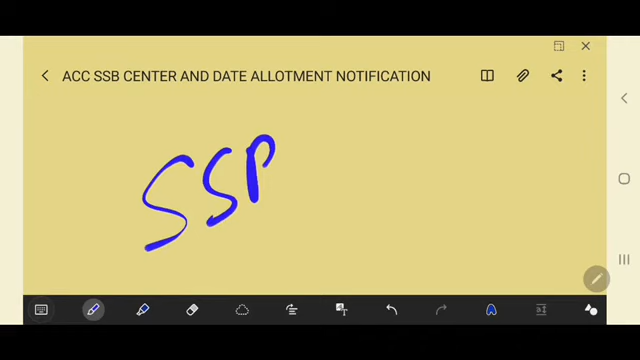 ACC SSB CENTER AND DATE ALLOTMENT NOTIFICATION
SSP